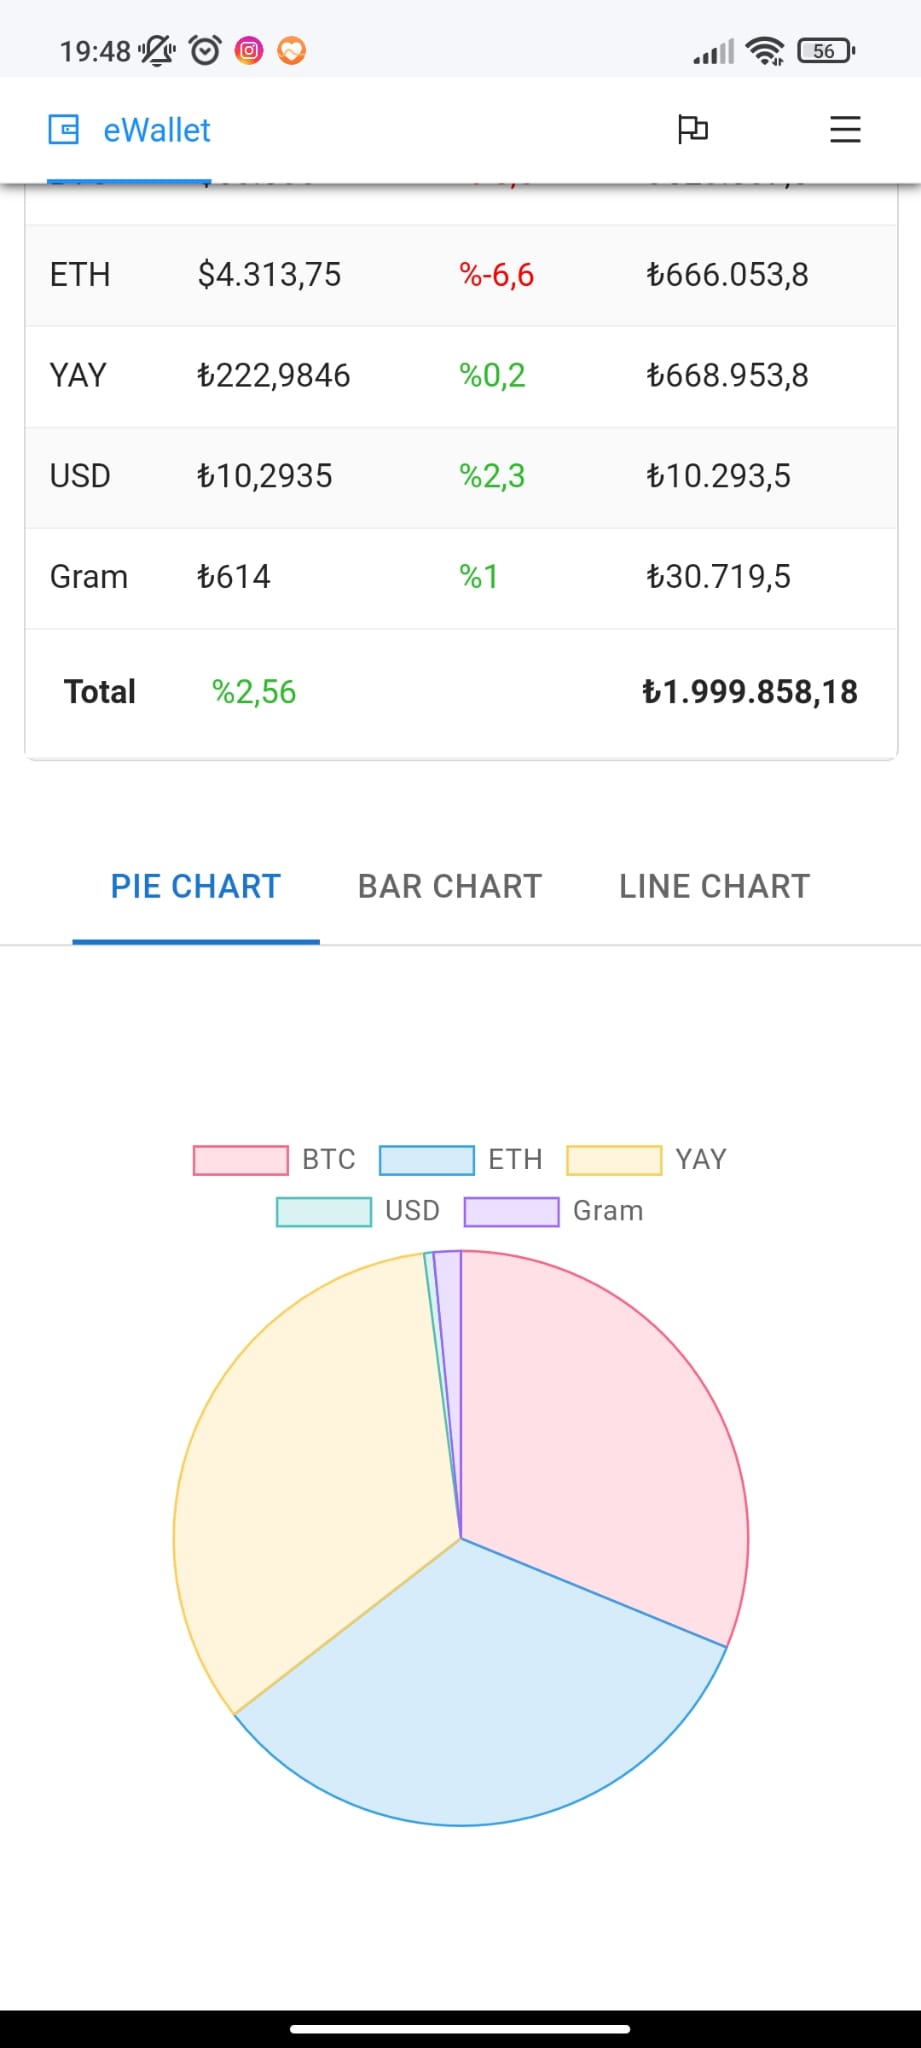 19:48 56
eWallet
ETH $4.313,75 %-6,6 ₺666.053,8
YAY ₺222,9846 %0,2 ₺668.953,8
USD ₺10,2935 %2,3 ₺10.293,5
Gram ₺614 %1 ₺30.719,5
Total %2,56 ₺1.999.858,18
PIE CHART BAR CHART LINE CHART
BTC ETH YAY
USD Gram